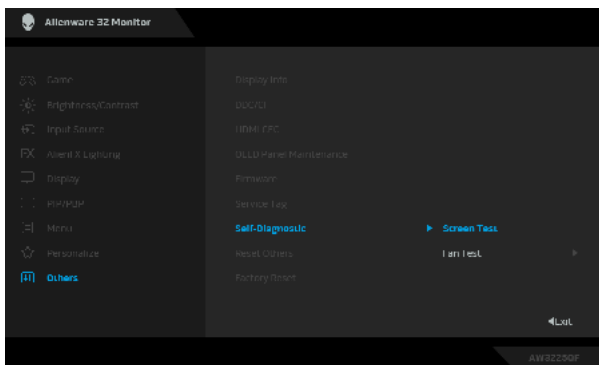 Alienware 32 Monitor
Game
Brightness/Contrast
Input Source
AlienFX Lighting
Display
PIP/PBP
Menu
Personalize
Others
Display Info
DDC/CI
HDMI CEC
OLED Panel Maintenance
Firmware
Service Tag
Self-Diagnostic
Reset Others
Factory Reset
Screen Test
Fan Test
Exit
AW3225QF